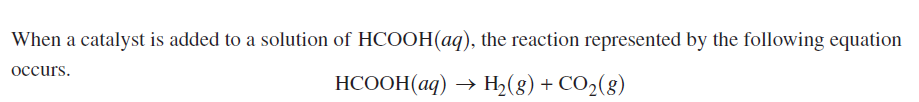 When a catalyst is added to a solution of HCOOH(aq), the reaction represented by the following equation
occurs.
HCOOH(aq) → H₂(g) + CO₂(g)